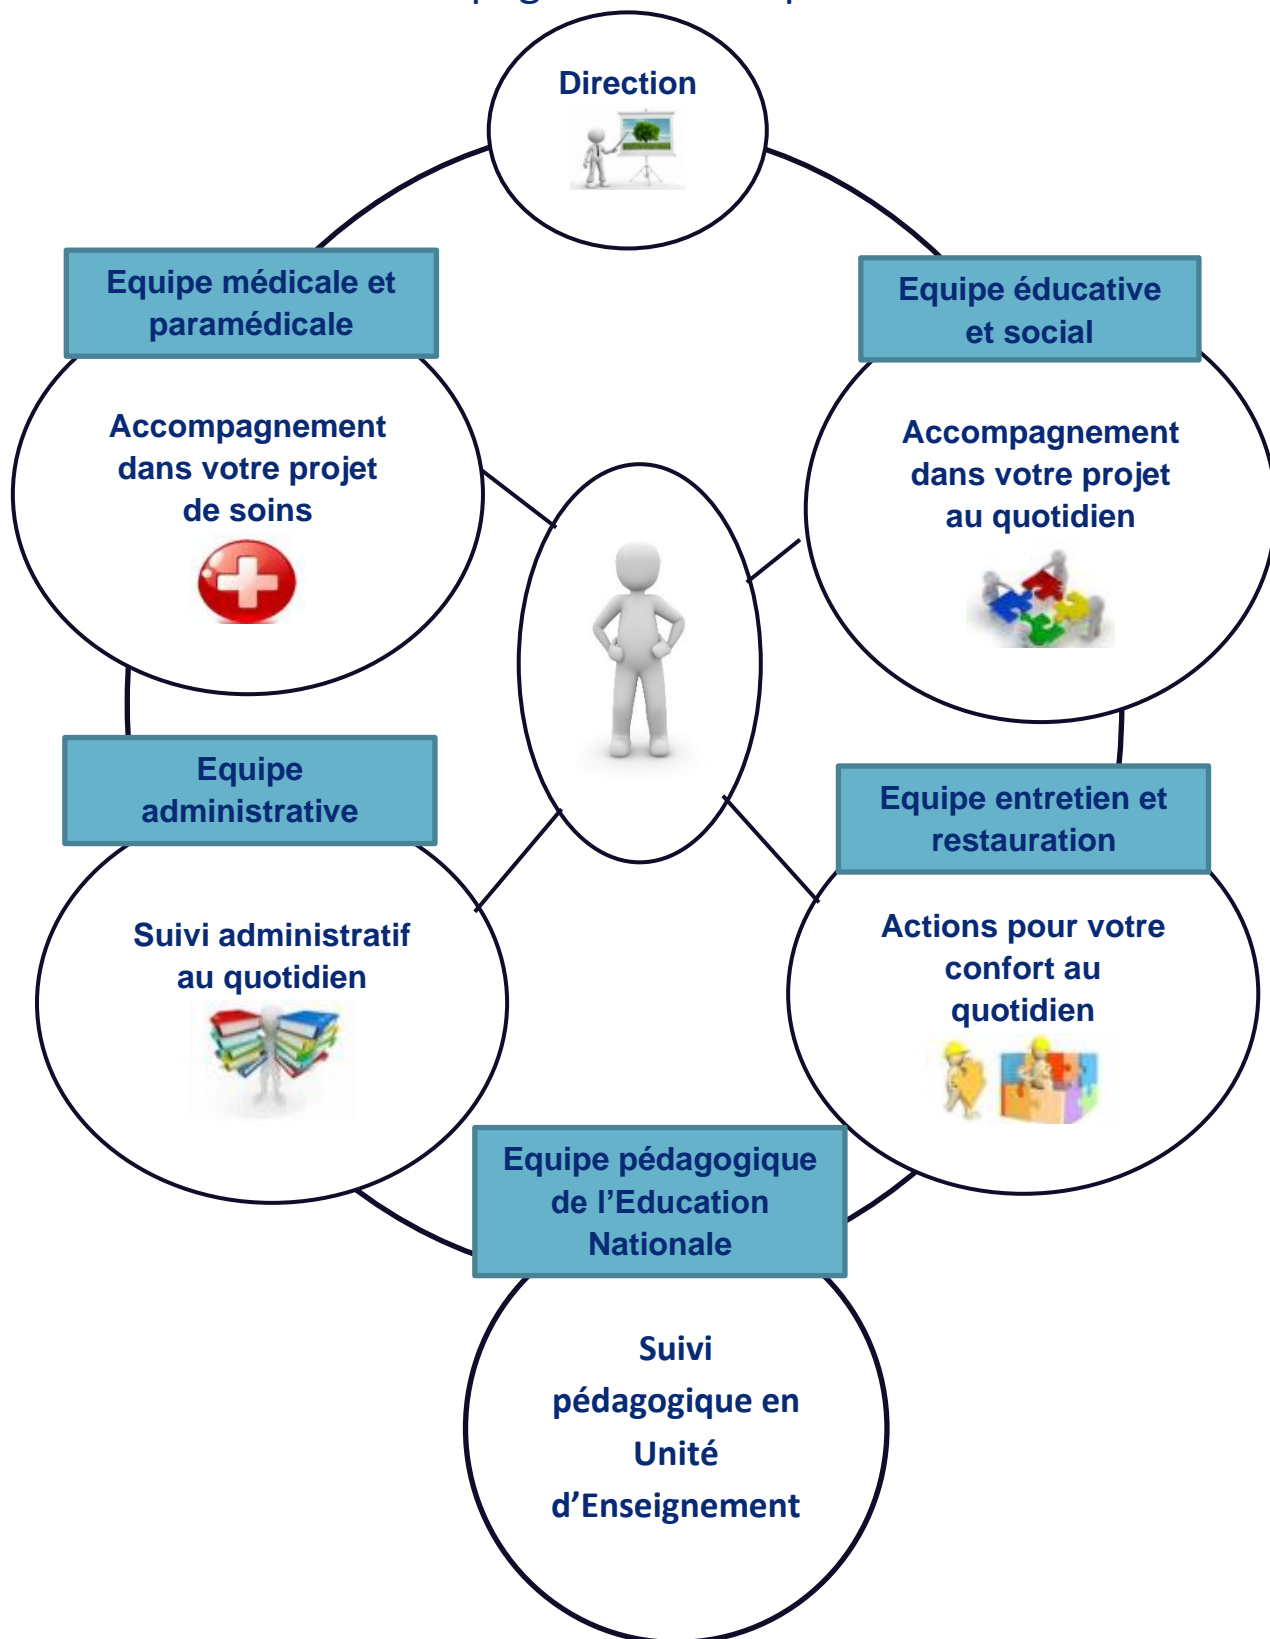 Direction
Equipe médicale et
paramédicale
Accompagnement
dans votre projet
de soins
Equipe éducative
et social
Accompagnement
dans votre projet
au quotidien
Equipe
administrative
Suivi administratif
au quotidien
Equipe entretien et
restauration
Actions pour votre
confort au
quotidien
Equipe pédagogique
de l’Education
Nationale
Suivi
pédagogique en
Unité
d’Enseignement